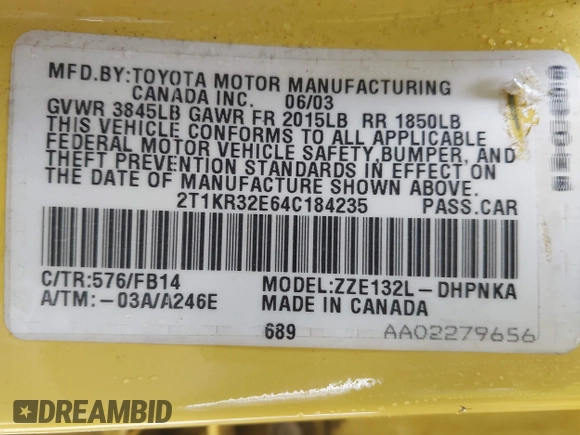 MFD.BY:TOYOTA MOTOR MANUFACTURING
CANADA INC. 06/03
GVWR 3845LB GAWR FR 2015LB RR 1850LB
THIS VEHICLE CONFORMS TO ALL APPLICABLE
FEDERAL MOTOR VEHICLE SAFETY,BUMPER, AND
THEFT PREVENTION STANDARDS IN EFFECT ON
THE DATE OF MANUFACTURE SHOWN ABOVE.
2T1KR32E64C184235 PASS.CAR
C/TR:576/FB14 MODEL:ZZE132L-DHPNKA
A/TM:-03A/A246E MADE IN CANADA
689 AA02279656
DREAMBID